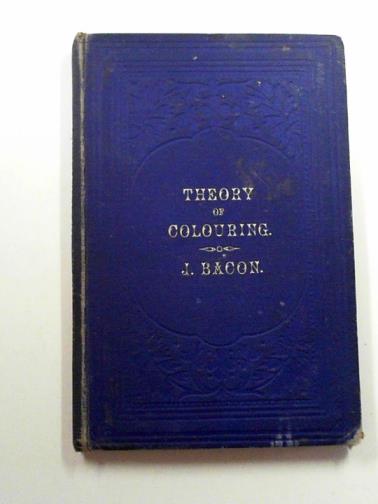 THEORY
OF
COLOURING.
J. BACON.